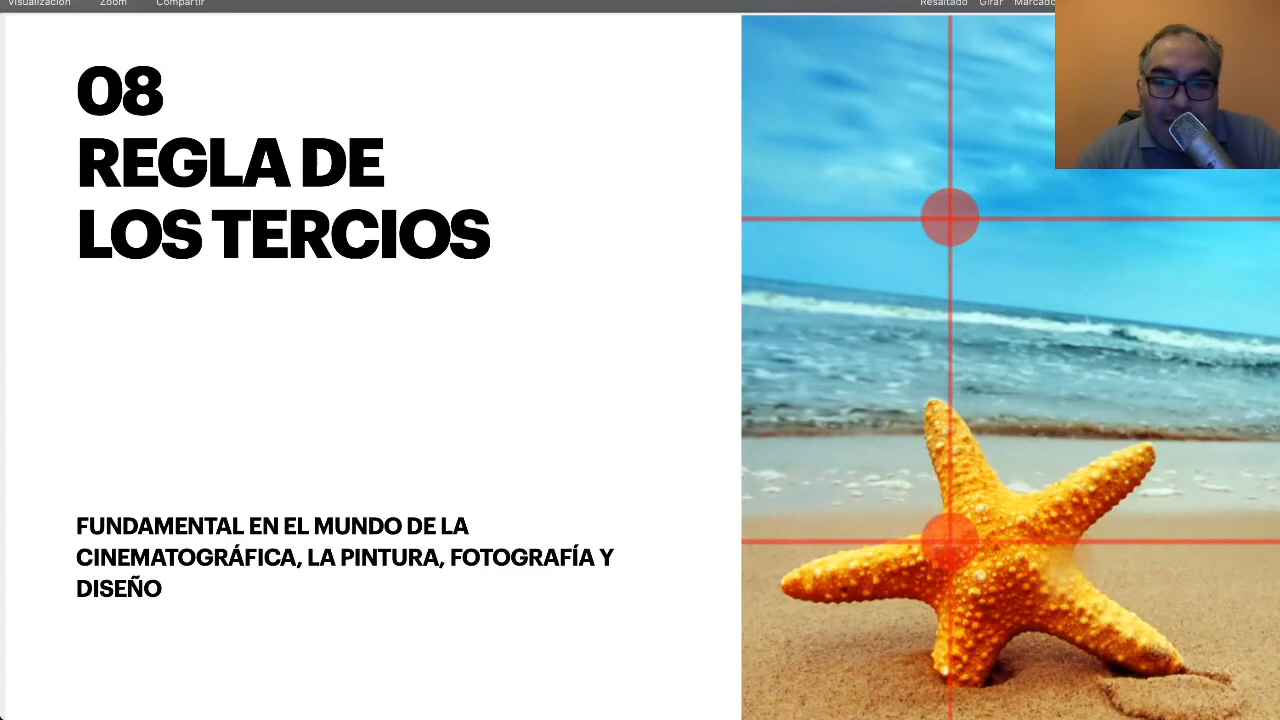 Visualización Zoom Compartir Resaltado Girar
08
REGLA DE
LOS TERCIOS
FUNDAMENTAL EN EL MUNDO DE LA
CINEMATOGRÁFICA, LA PINTURA, FOTOGRAFÍA Y
DISEÑO